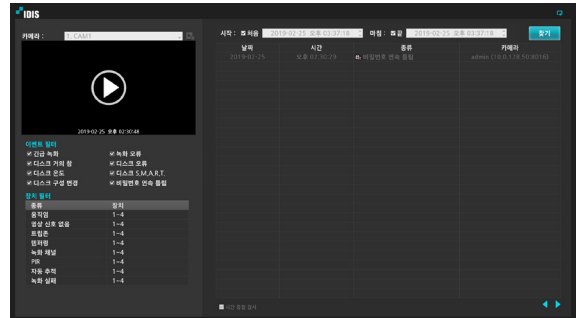 IDIS
카메라 : 1. CAM1
2019-02-25 오후 02:30:48
이벤트 필터
긴급 녹화 녹화 오류
디스크 거의 참 디스크 오류
디스크 온도 디스크 S.M.A.R.T.
디스크 구성 변경 비밀번호 연속 틀림
장치 필터
종류 장치
움직임 1~4
영상 신호 없음 1~4
트립존 1~4
탬퍼링 1~4
녹화 채널 1~4
PIR 1~4
자동 추적 1~4
녹화 실패 1~4
시작 : 처음 2019-02-25 오후 02:37:18 마침 : 끝 2019-02-25 오후 03:37:18 찾기
날짜 시간 종류 카메라
2019-02-25 오후 02:30:29 비밀번호 연속 틀림 admin (10.0.128.50:8016)
시간 중첩 검색